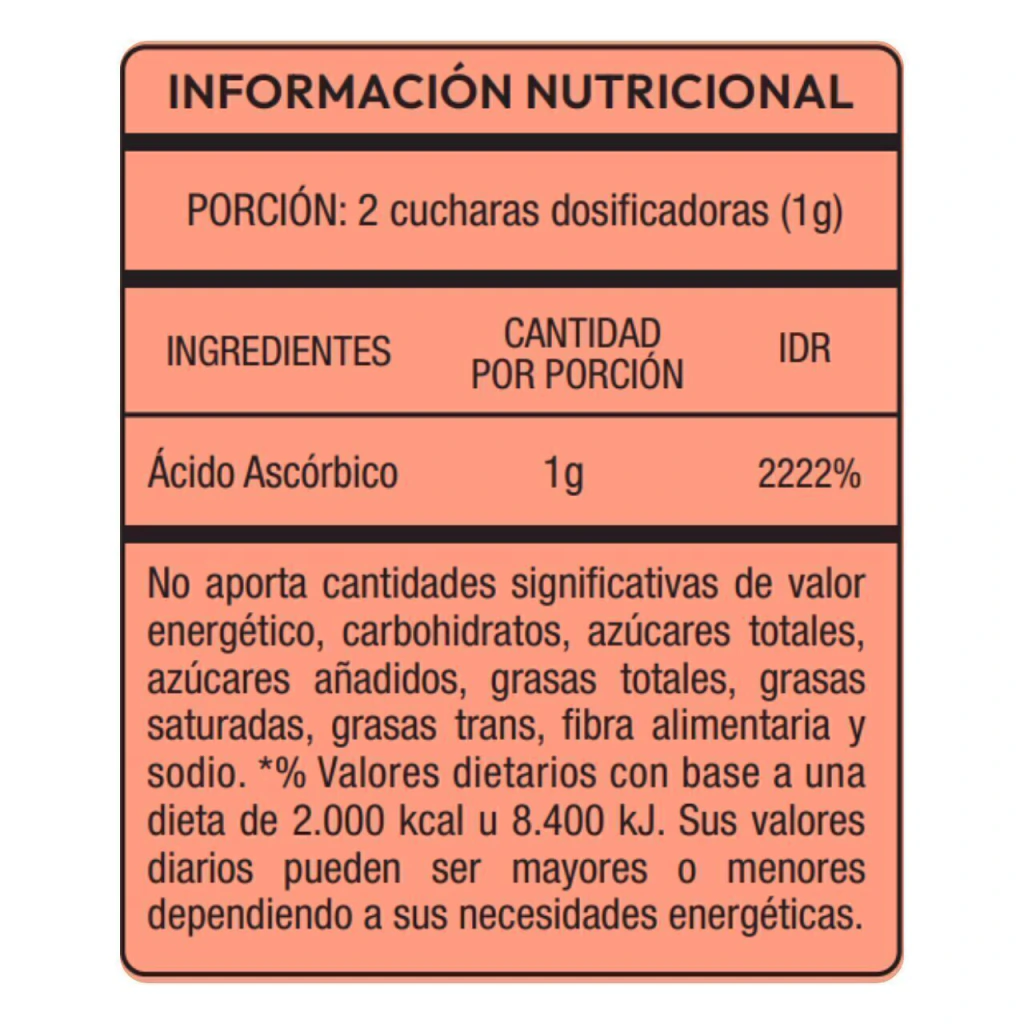 INFORMACIÓN NUTRICIONAL
PORCIÓN: 2 cucharas dosificadoras (1g)
INGREDIENTES CANTIDAD POR PORCIÓN IDR
Ácido Ascórbico 1g 2222%
No aporta cantidades significativas de valor
energético, carbohidratos, azúcares totales,
azúcares añadidos, grasas totales, grasas
saturadas, grasas trans, fibra alimentaria y
sodio. *% Valores dietarios con base a una
dieta de 2.000 kcal u 8.400 kJ. Sus valores
diarios pueden ser mayores o menores
dependiendo a sus necesidades energéticas.